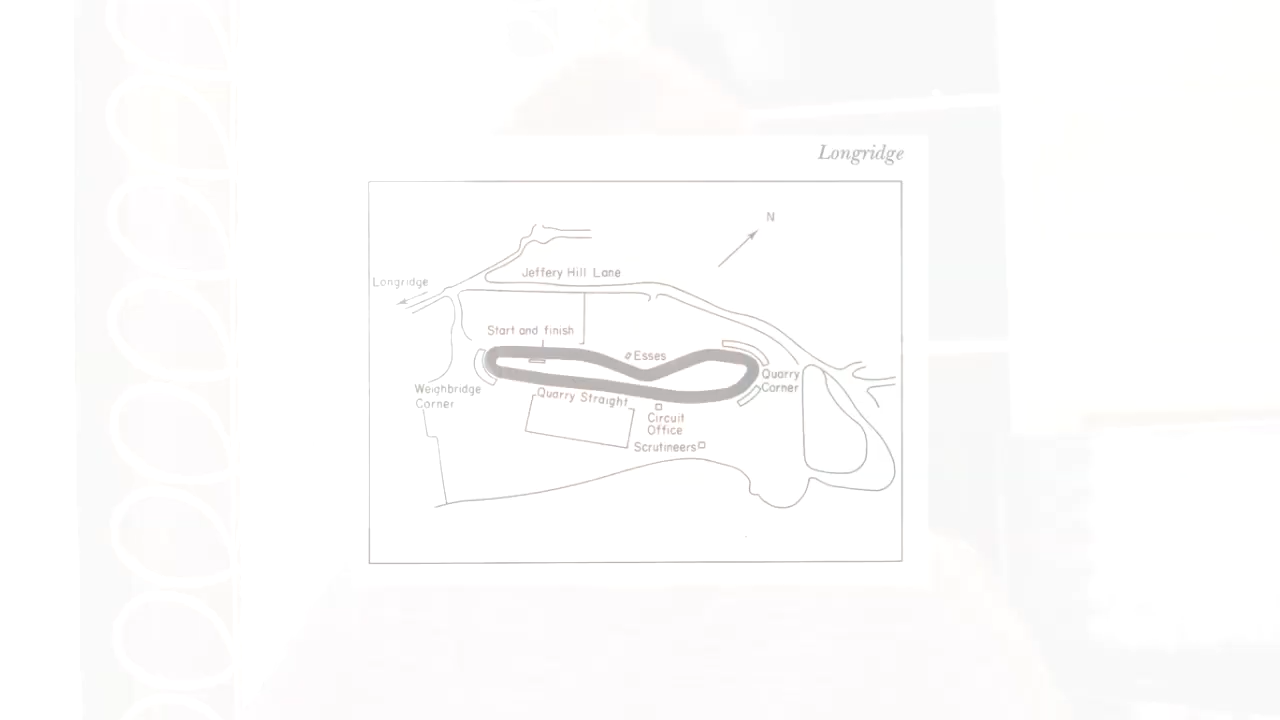 Longridge
N
Jeffery Hill Lane
Longridge
Start and finish
Esses
Quarry
Corner
Weighbridge
Corner
Quarry Straight
Circuit
Office
Scrutineers